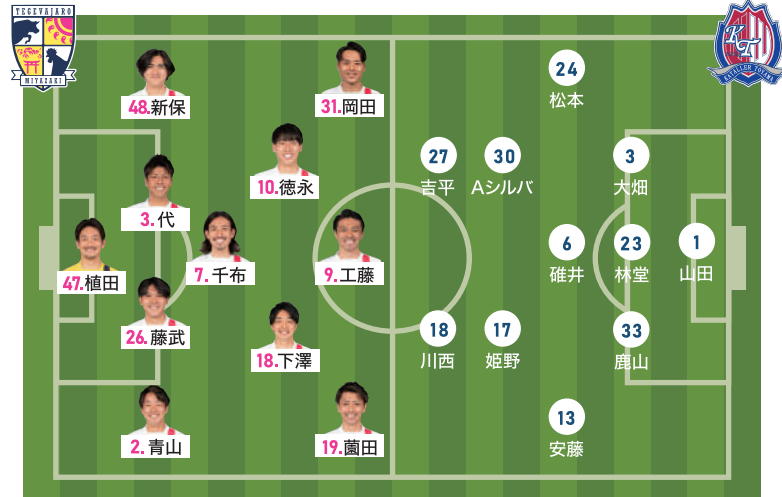 TEGEVAJARO
MIYAZAKI
KT
KATALLER TOYAMA
48.新保
31.岡田
10.徳永
3.代
7.千布
9.工藤
47.植田
26.藤武
18.下澤
2.青山
19.薗田
24
松本
27
吉平
30
Aシルバ
3
大畑
6
碓井
23
林堂
1
山田
18
川西
17
姫野
33
鹿山
13
安藤